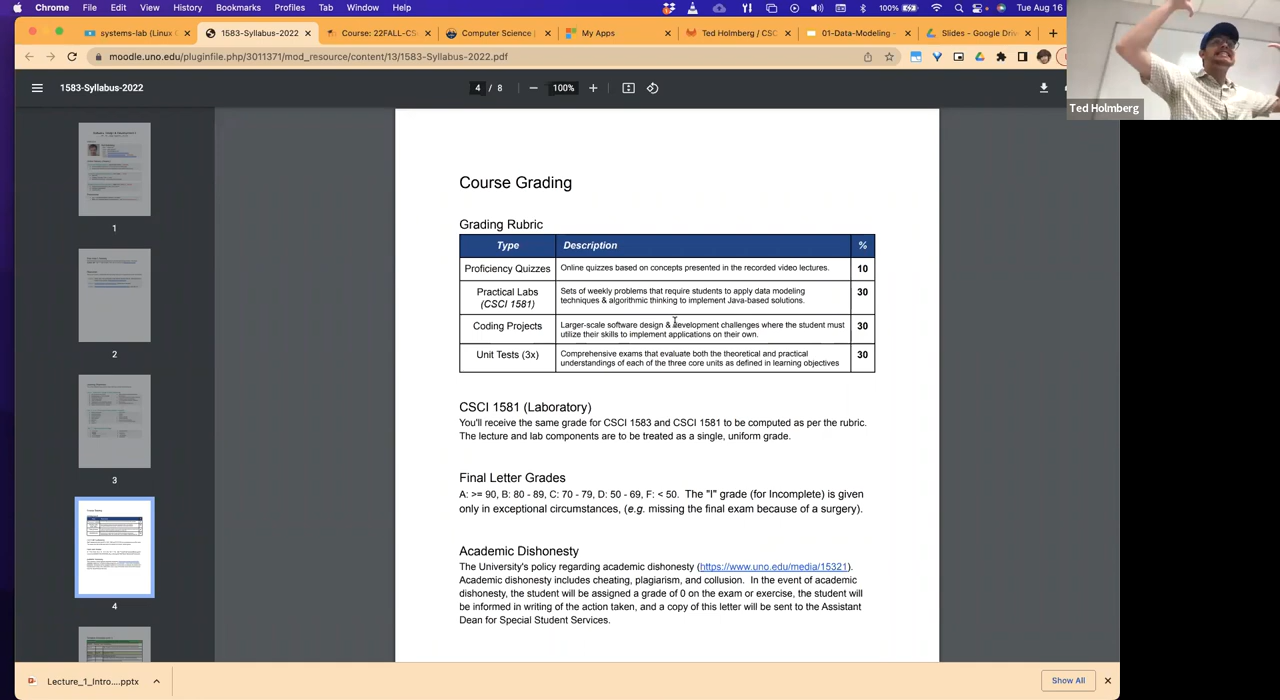 Chrome File Edit View History Bookmarks Profiles Tab Window Help 100% Tue Aug 16
systems-lab (Linux 1583-Syllabus-2022 Course: 22FALL-CS Computer Science | My Apps Ted Holmberg / CSC 01-Data-Modeling - Slides - Google Driv
moodle.uno.edu/pluginfile.php/3011371/mod_resource/content/13/1583-Syllabus-2022.pdf
1583-Syllabus-2022 4 / 8 100%
Ted Holmberg
1
2
3
4
Course Grading
Grading Rubric
Type Description %
Proficiency Quizzes Online quizzes based on concepts presented in the recorded video lectures. 10
Practical Labs Sets of weekly problems that require students to apply data modeling 30
(CSCI 1581) techniques & algorithmic thinking to implement Java-based solutions.
Coding Projects Larger-scale software design & development challenges where the student must 30
utilize their skills to implement applications on their own.
Unit Tests (3x) Comprehensive exams that evaluate both the theoretical and practical 30
understandings of each of the three core units as defined in learning objectives
CSCI 1581 (Laboratory)
You'll receive the same grade for CSCI 1583 and CSCI 1581 to be computed as per the rubric.
The lecture and lab components are to be treated as a single, uniform grade.
Final Letter Grades
A: >= 90, B: 80 - 89, C: 70 - 79, D: 50 - 69, F: < 50. The "I" grade (for Incomplete) is given
only in exceptional circumstances, (e.g. missing the final exam because of a surgery).
Academic Dishonesty
The University's policy regarding academic dishonesty (https://www.uno.edu/media/15321).
Academic dishonesty includes cheating, plagiarism, and collusion. In the event of academic
dishonesty, the student will be assigned a grade of 0 on the exam or exercise, the student will
be informed in writing of the action taken, and a copy of this letter will be sent to the Assistant
Dean for Special Student Services.
Lecture_1_Intro....pptx Show All